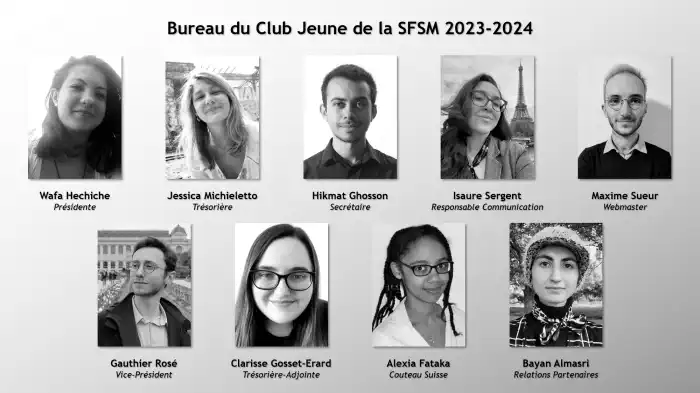 Bureau du Club Jeune de la SFSM 2023-2024
Wafa Hechiche
Présidente
Jessica Michieletto
Trésorière
Hikmat Ghosson
Secrétaire
Isaure Sergent
Responsable Communication
Maxime Sueur
Webmaster
Gauthier Rosé
Vice-Président
Clarisse Gosset-Erard
Trésorière-Adjointe
Alexia Fataka
Couteau Suisse
Bayan Almasri
Relations Partenaires